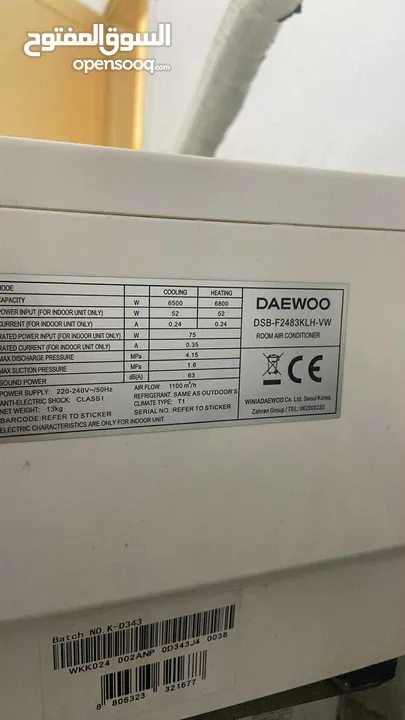 السوق المفتوح
opensooq.com
MODE COOLING HEATING
CAPACITY W 6500 6800
POWER INPUT (FOR INDOOR UNIT ONLY) W 52 52
CURRENT (FOR INDOOR UNIT ONLY) A 0.24 0.24
RATED POWER INPUT (FOR INDOOR UNIT ONLY) W 75
RATED CURRENT (FOR INDOOR UNIT ONLY) A 0.35
MAX DISCHARGE PRESSURE MPa 4.15
MAX SUCTION PRESSURE MPa 1.6
SOUND POWER dB(A) 63
POWER SUPPLY: 220-240V~/50Hz AIR FLOW: 1100 m³/h
ANTI-ELECTRIC SHOCK: CLASS I REFRIGERANT: SAME AS OUTDOOR'S
NET WEIGHT: 13kg CLIMATE TYPE: T1
BARCODE: REFER TO STICKER SERIAL NO.:REFER TO STICKER
ELECTRIC CHARACTERISTICS ARE ONLY FOR INDOOR UNIT.
DAEWOO
DSB-F2483KLH-VW
ROOM AIR CONDITIONER
CE
WINIADAEWOO Co. Ltd. Seoul Korea.
Zahran Group / TEL: 062000220
Batch NO.K-D343
WKK024 002ANP 0D343J4 0038
8 806323 321677